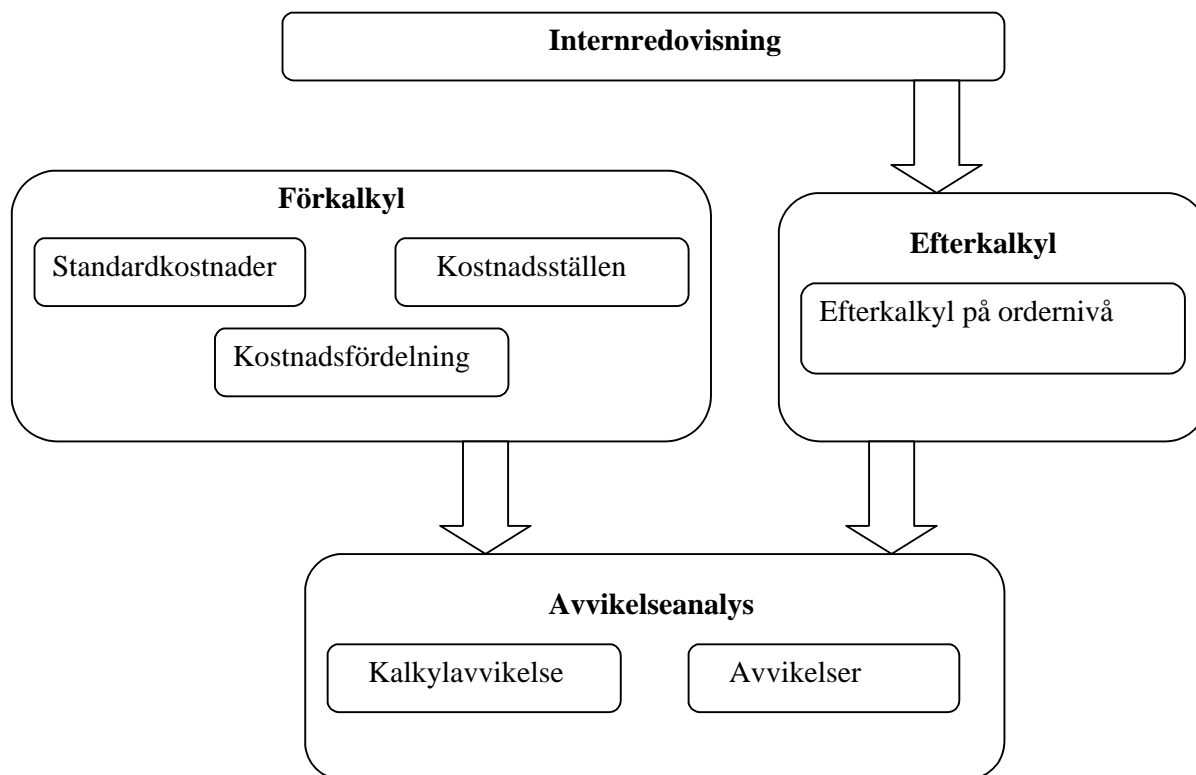 Internredovisning
Förkalkyl
Standardkostnader
Kostnadsställen
Kostnadsfördelning
Efterkalkyl
Efterkalkyl på ordernivå
Avvikelseanalys
Kalkylavvikelse
Avvikelser